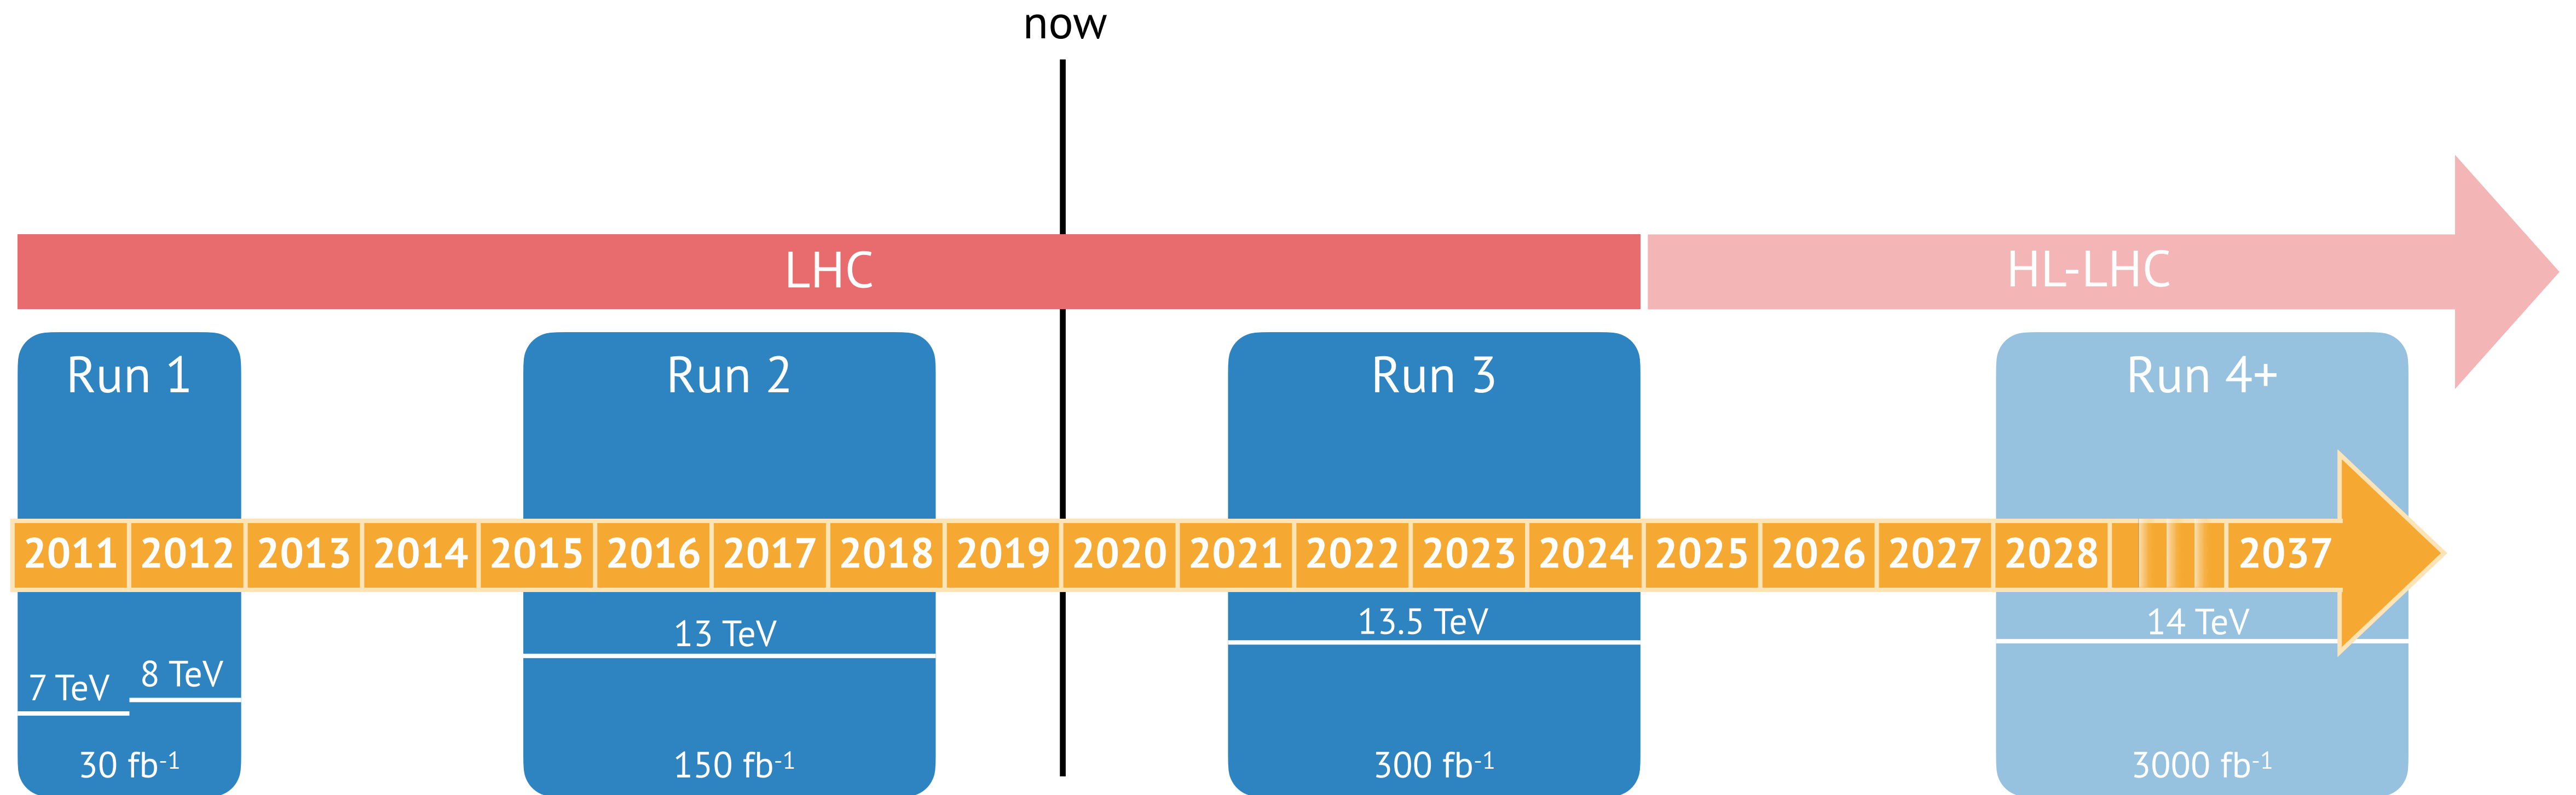 now
LHC
HL-LHC
Run 1
Run 2
Run 3
Run 4+
2011 2012 2013 2014 2015 2016 2017 2018 2019 2020 2021 2022 2023 2024 2025 2026 2027 2028 2037
7 TeV
8 TeV
13 TeV
13.5 TeV
14 TeV
30 fb⁻¹
150 fb⁻¹
300 fb⁻¹
3000 fb⁻¹